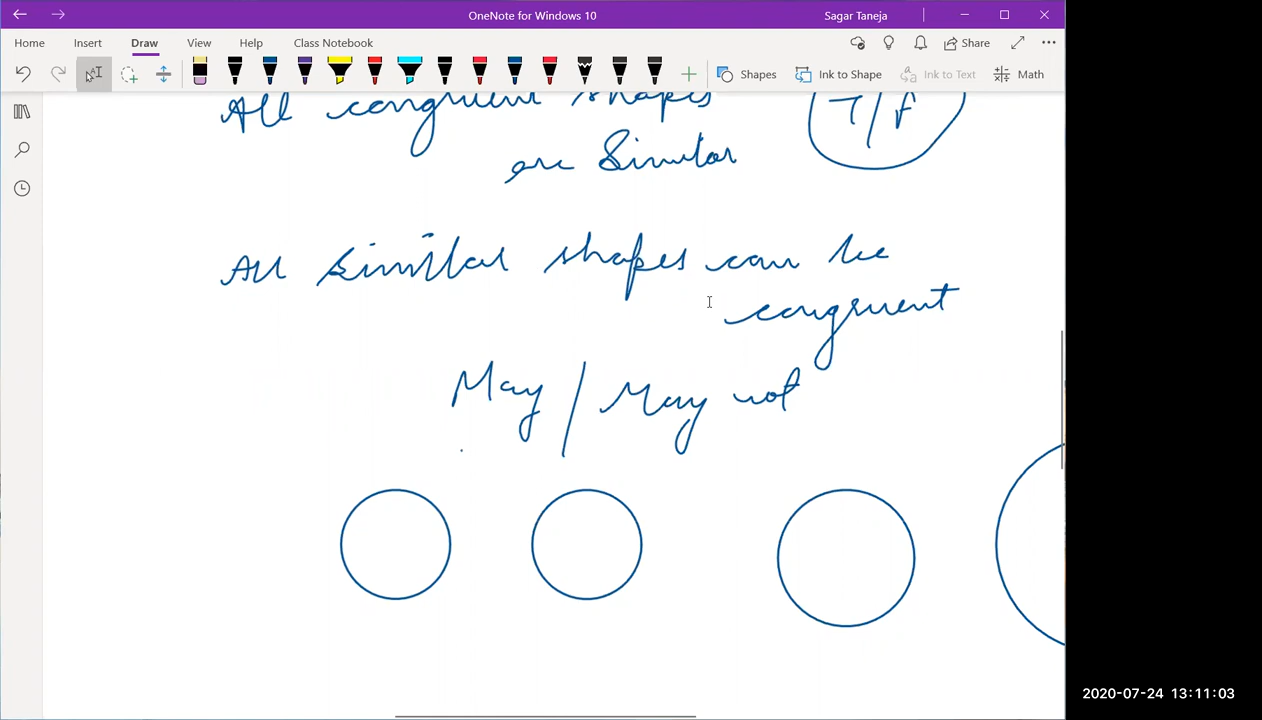 OneNote for Windows 10
Sagar Taneja
Home Insert Draw View Help Class Notebook
Share
Shapes Ink to Shape Ink to Text Math
All congruent shapes T/F
are Similar
All similar shapes can be
congruent
May / May not
2020-07-24 13:11:03